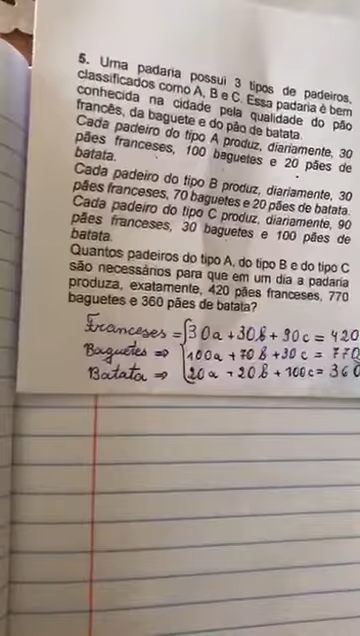 5. Uma padaria possui 3 tipos de padeiros,
classificados como A, B e C. Essa padaria é bem
conhecida na cidade pela qualidade do pão
francês, da baguete e do pão de batata.
Cada padeiro do tipo A produz, diariamente, 30
pães franceses, 100 baguetes e 20 pães de
batata.
Cada padeiro do tipo B produz, diariamente, 30
pães franceses, 70 baguetes e 20 pães de batata.
Cada padeiro do tipo C produz, diariamente, 90
pães franceses, 30 baguetes e 100 pães de
batata.
Quantos padeiros do tipo A, do tipo B e do tipo C
são necessários para que em um dia a padaria
produza, exatamente, 420 pães franceses, 770
baguetes e 360 pães de batata?
Franceses = {30a + 30b + 90c = 420
Baguetes ⇒ {100a + 70b + 30c = 770
Batata ⇒ {20a + 20b + 100c = 360